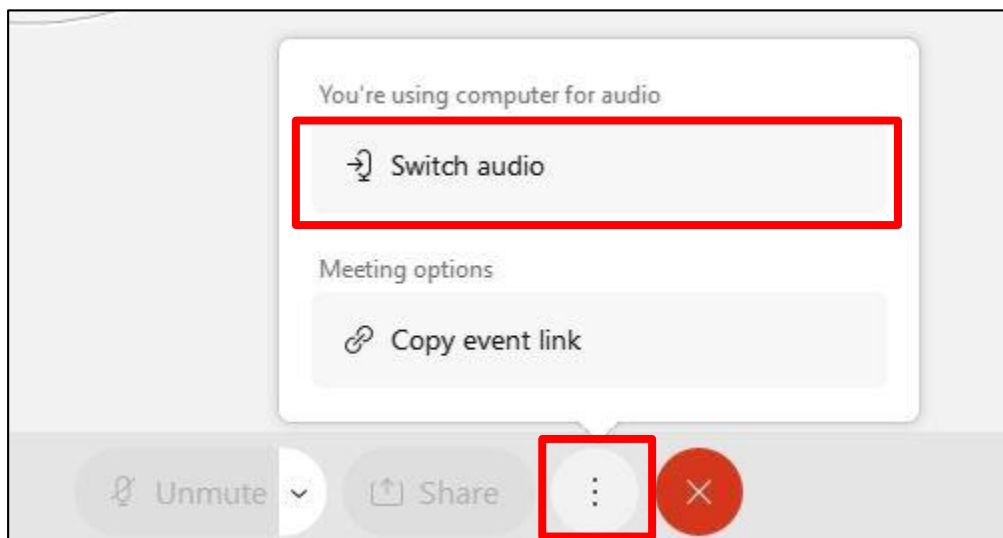 You're using computer for audio
Switch audio
Meeting options
Copy event link
Unmute Share